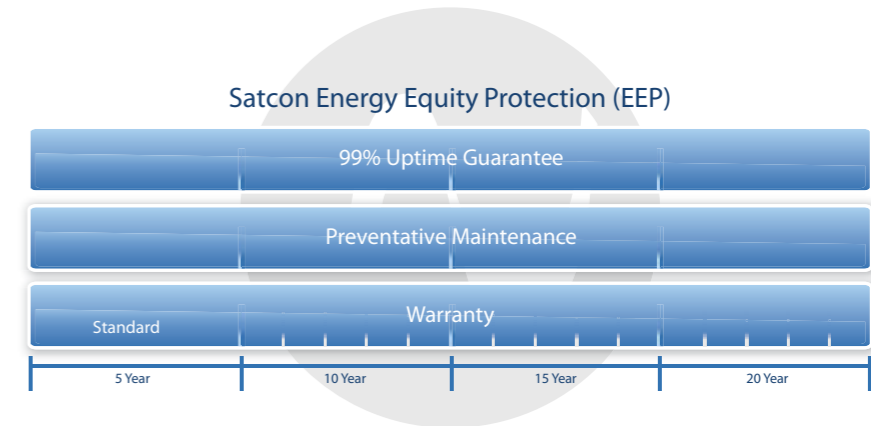 Satcon Energy Equity Protection (EEP)
99% Uptime Guarantee
Preventative Maintenance
Warranty
Standard
5 Year
10 Year
15 Year
20 Year